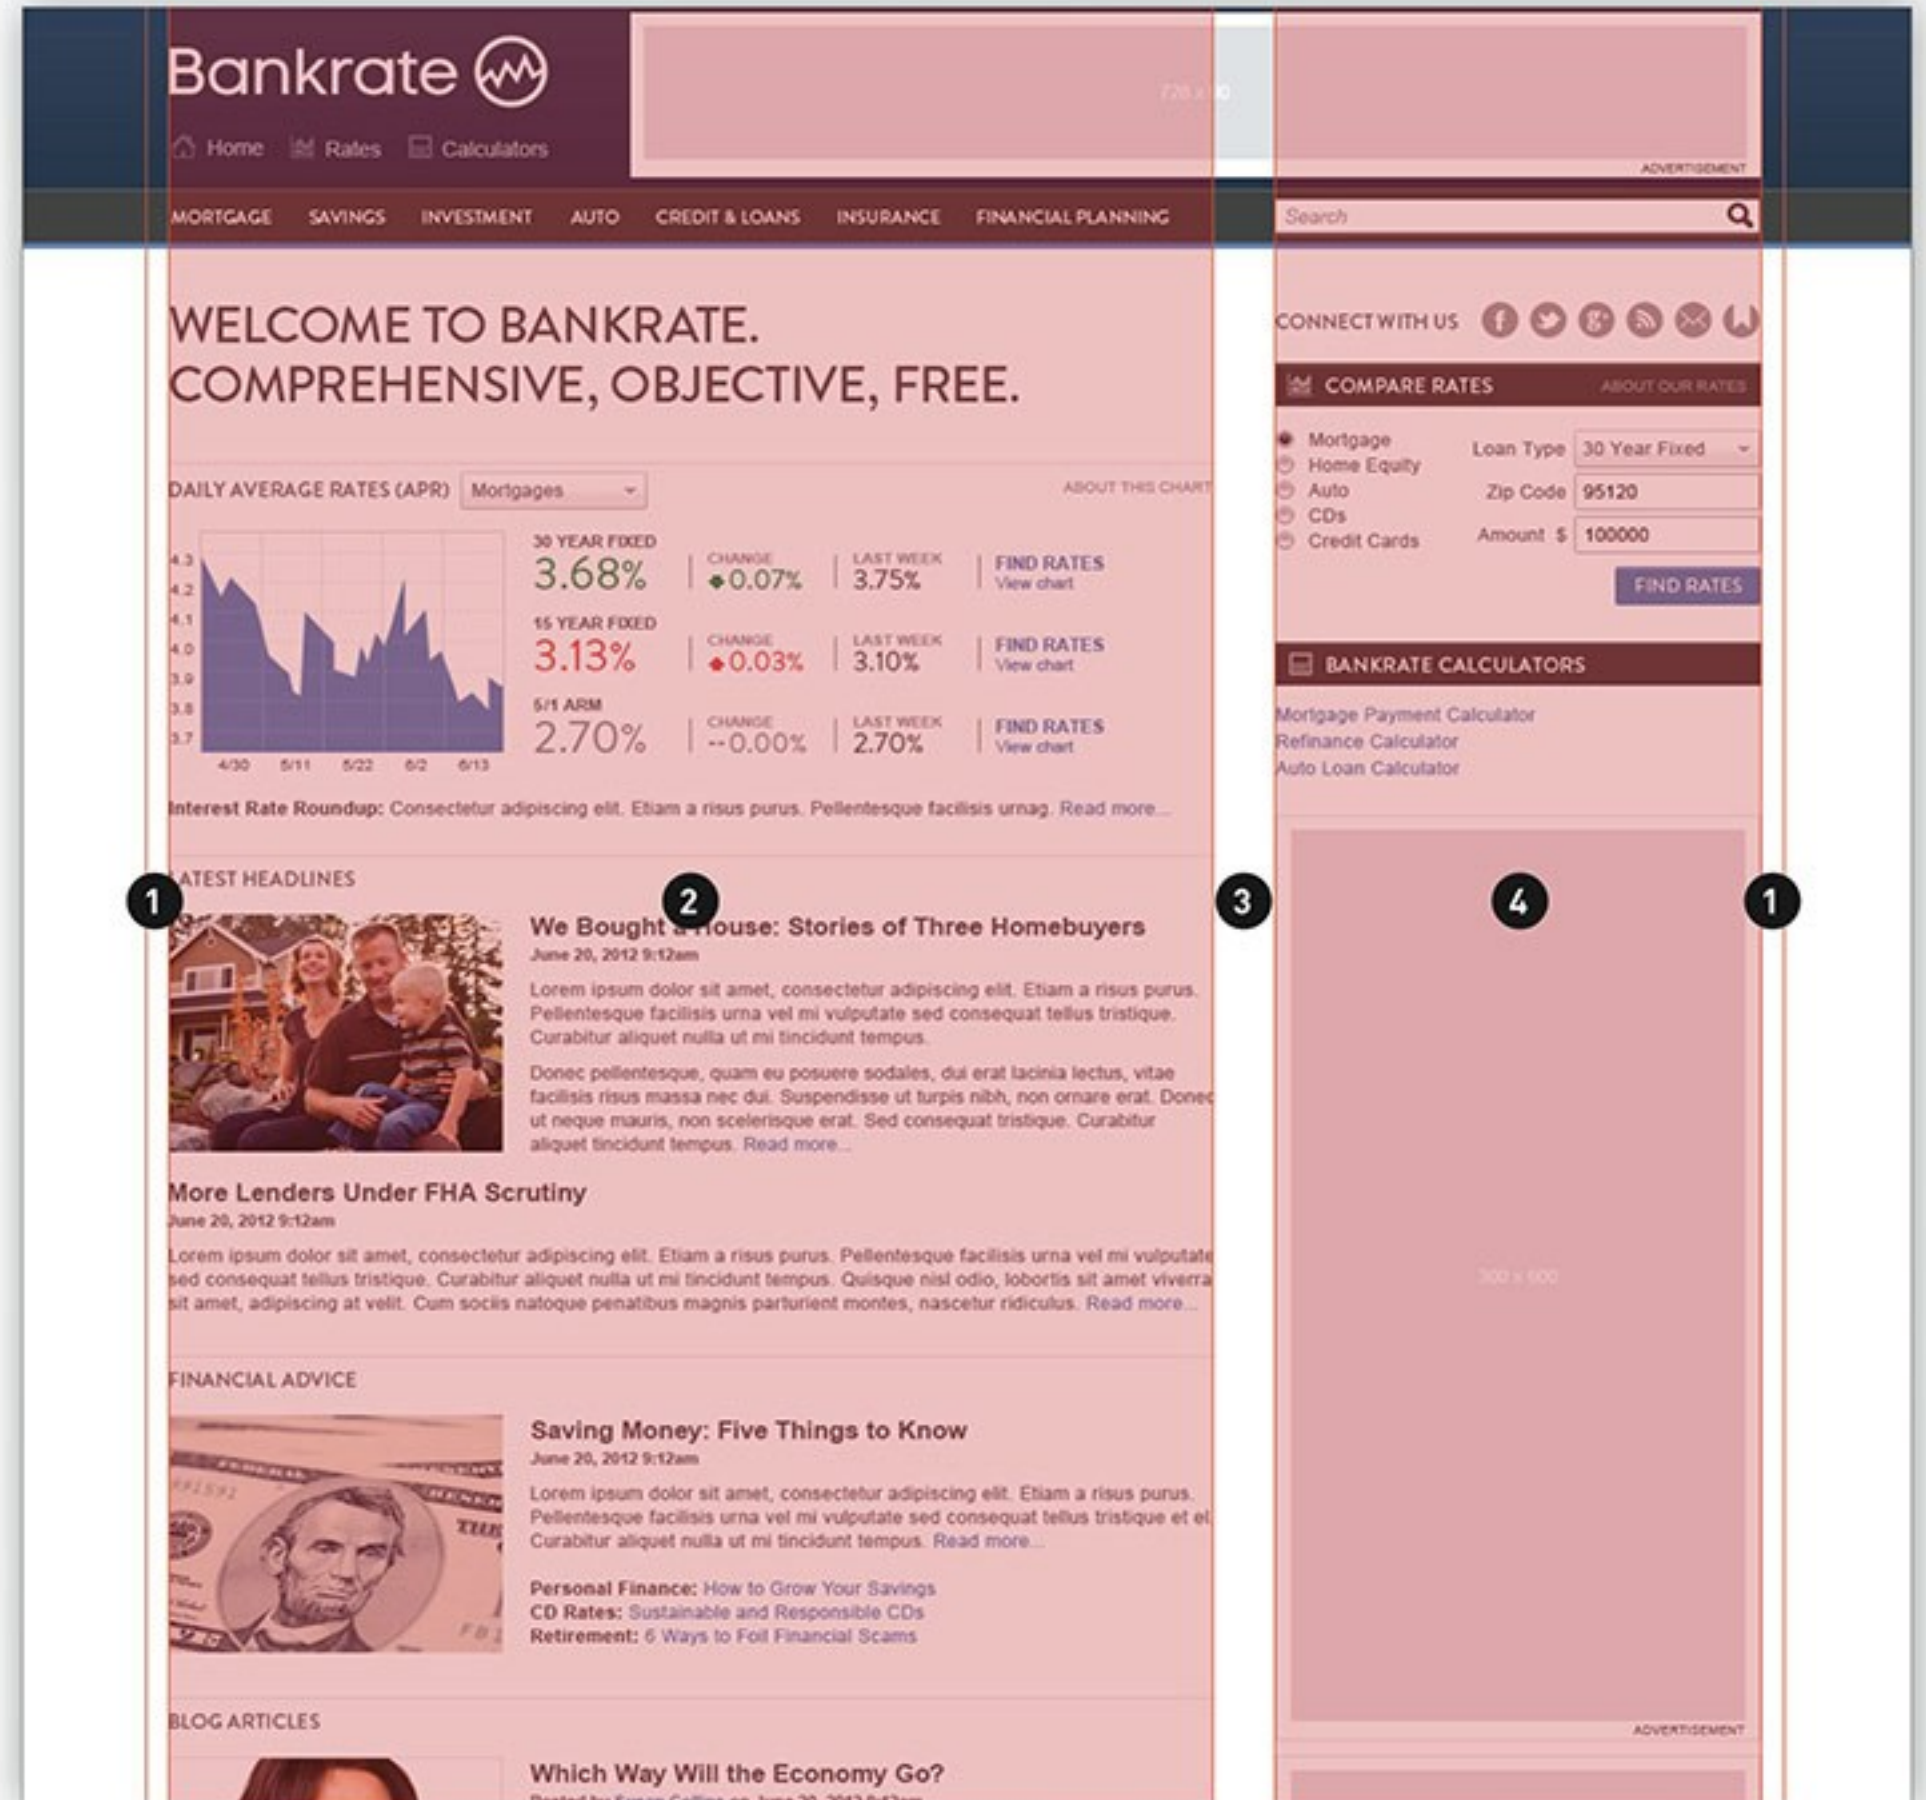 Bankrate
Home Rates Calculators
728 x 90
ADVERTISEMENT
MORTGAGE SAVINGS INVESTMENT AUTO CREDIT & LOANS INSURANCE FINANCIAL PLANNING
Search
WELCOME TO BANKRATE.
COMPREHENSIVE, OBJECTIVE, FREE.
DAILY AVERAGE RATES (APR) Mortgages ABOUT THIS CHART
4.3
4.2
4.1
4.0
3.9
3.8
3.7
4/30 5/11 5/22 6/2 6/13
30 YEAR FIXED
3.68% CHANGE 0.07% LAST WEEK 3.75% FIND RATES View chart
15 YEAR FIXED
3.13% CHANGE 0.03% LAST WEEK 3.10% FIND RATES View chart
5/1 ARM
2.70% CHANGE --0.00% LAST WEEK 2.70% FIND RATES View chart
Interest Rate Roundup: Consectetur adipiscing elit. Etiam a risus purus. Pellentesque facilisis urnag. Read more...
LATEST HEADLINES
1
2
3
4
1
We Bought a House: Stories of Three Homebuyers
June 20, 2012 9:12am
Lorem ipsum dolor sit amet, consectetur adipiscing elit. Etiam a risus purus.
Pellentesque facilisis urna vel mi vulputate sed consequat tellus tristique.
Curabitur aliquet nulla ut mi tincidunt tempus.
Donec pellentesque, quam eu posuere sodales, dui erat lacinia lectus, vitae
facilisis risus massa nec dui. Suspendisse ut turpis nibh, non ornare erat. Donec
ut neque mauris, non scelerisque erat. Sed consequat tristique. Curabitur
aliquet tincidunt tempus. Read more...
More Lenders Under FHA Scrutiny
June 20, 2012 9:12am
Lorem ipsum dolor sit amet, consectetur adipiscing elit. Etiam a risus purus. Pellentesque facilisis urna vel mi vulputate
sed consequat tellus tristique. Curabitur aliquet nulla ut mi tincidunt tempus. Quisque nisl odio, lobortis sit amet viverra
sit amet, adipiscing at velit. Cum sociis natoque penatibus magnis parturient montes, nascetur ridiculus. Read more...
FINANCIAL ADVICE
Saving Money: Five Things to Know
June 20, 2012 9:12am
Lorem ipsum dolor sit amet, consectetur adipiscing elit. Etiam a risus purus.
Pellentesque facilisis urna vel mi vulputate sed consequat tellus tristique et el
Curabitur aliquet nulla ut mi tincidunt tempus. Read more...
Personal Finance: How to Grow Your Savings
CD Rates: Sustainable and Responsible CDs
Retirement: 6 Ways to Foil Financial Scams
BLOG ARTICLES
Which Way Will the Economy Go?
CONNECT WITH US
COMPARE RATES ABOUT OUR RATES
Mortgage
Home Equity
Auto
CDs
Credit Cards
Loan Type 30 Year Fixed
Zip Code 95120
Amount $ 100000
FIND RATES
BANKRATE CALCULATORS
Mortgage Payment Calculator
Refinance Calculator
Auto Loan Calculator
300 x 600
ADVERTISEMENT